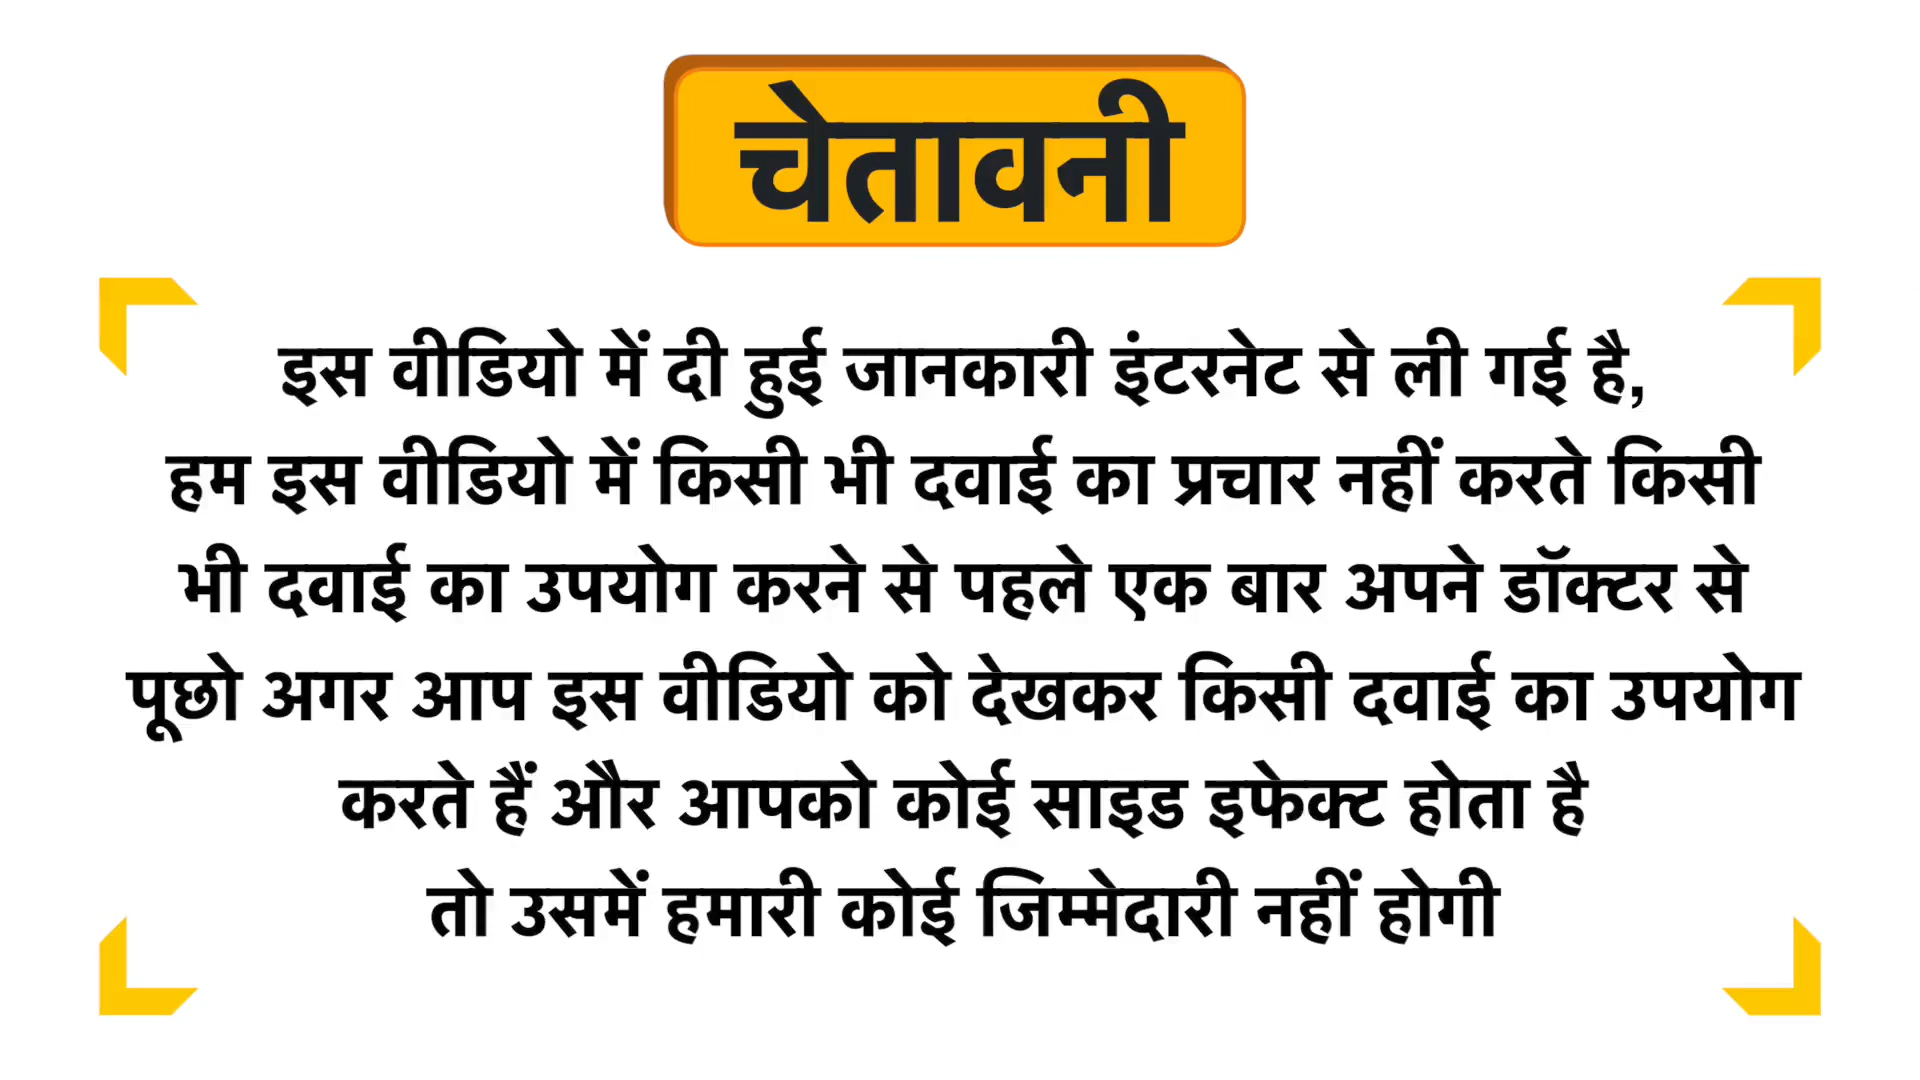 चेतावनी
इस वीडियो में दी हुई जानकारी इंटरनेट से ली गई है,
हम इस वीडियो में किसी भी दवाई का प्रचार नहीं करते किसी
भी दवाई का उपयोग करने से पहले एक बार अपने डॉक्टर से
पूछो अगर आप इस वीडियो को देखकर किसी दवाई का उपयोग
करते हैं और आपको कोई साइड इफेक्ट होता है
तो उसमें हमारी कोई जिम्मेदारी नहीं होगी